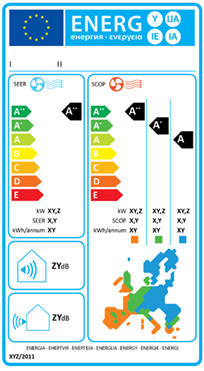 ENERG Y IJA
енергия · ενεργεια IE IA
I II
SEER SCOP
A++ A++ A++ A++
A+ A+ A+ A+
A A A
B B
C C
D D
E E
kW XY,Z kW XY,Z XY,Z XY,Z
SEER X,Y SCOP X,Y X,Y X,Y
kWh/annum XY kWh/annum XY XY XY
ZYdB
ZYdB
ENERGIA · ЕНЕРГИЯ · ΕΝΕΡΓΕΙΑ · ENERGIJA · ENERGY · ENERGIE · ENERGI
XYZ/2011